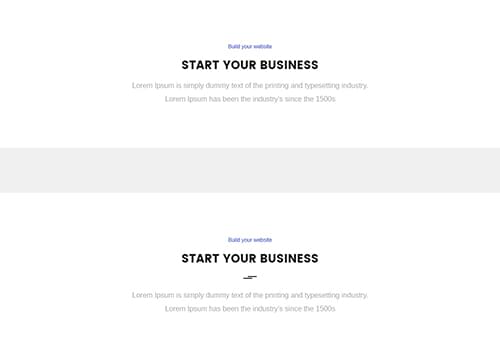 Build your website
START YOUR BUSINESS
Lorem Ipsum is simply dummy text of the printing and typesetting industry.
Lorem Ipsum has been the industry's since the 1500s
Build your website
START YOUR BUSINESS
Lorem Ipsum is simply dummy text of the printing and typesetting industry.
Lorem Ipsum has been the industry's since the 1500s